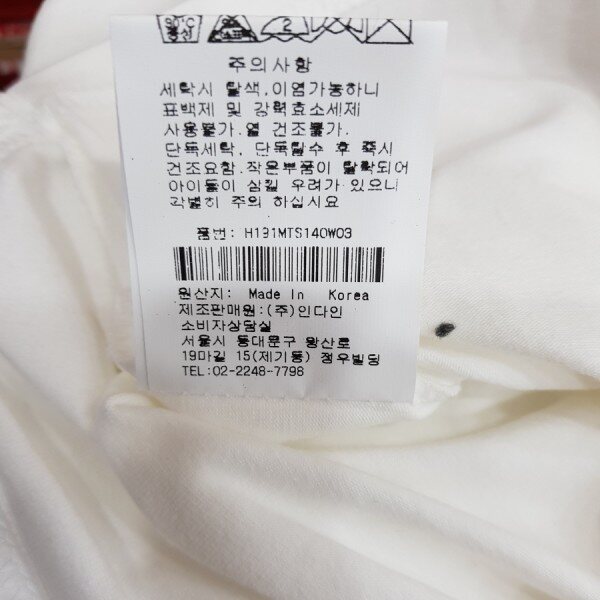 주의사항
세탁시 탈색,이염가능하니
표백제 및 강력효소세제
사용불가.열 건조불가.
단독세탁, 단독탈수 후 즉시
건조요함.작은부품이 탈락되어
아이들이 삼킬 우려가 있으니
각별히 주의 하십시요
품번: H191MTS140W03
원산지: Made In Korea
제조판매원:(주)인다인
소비자상담실
서울시 동대문구 왕산로
19마길 15(제기동) 정우빌딩
TEL:02-2248-7798